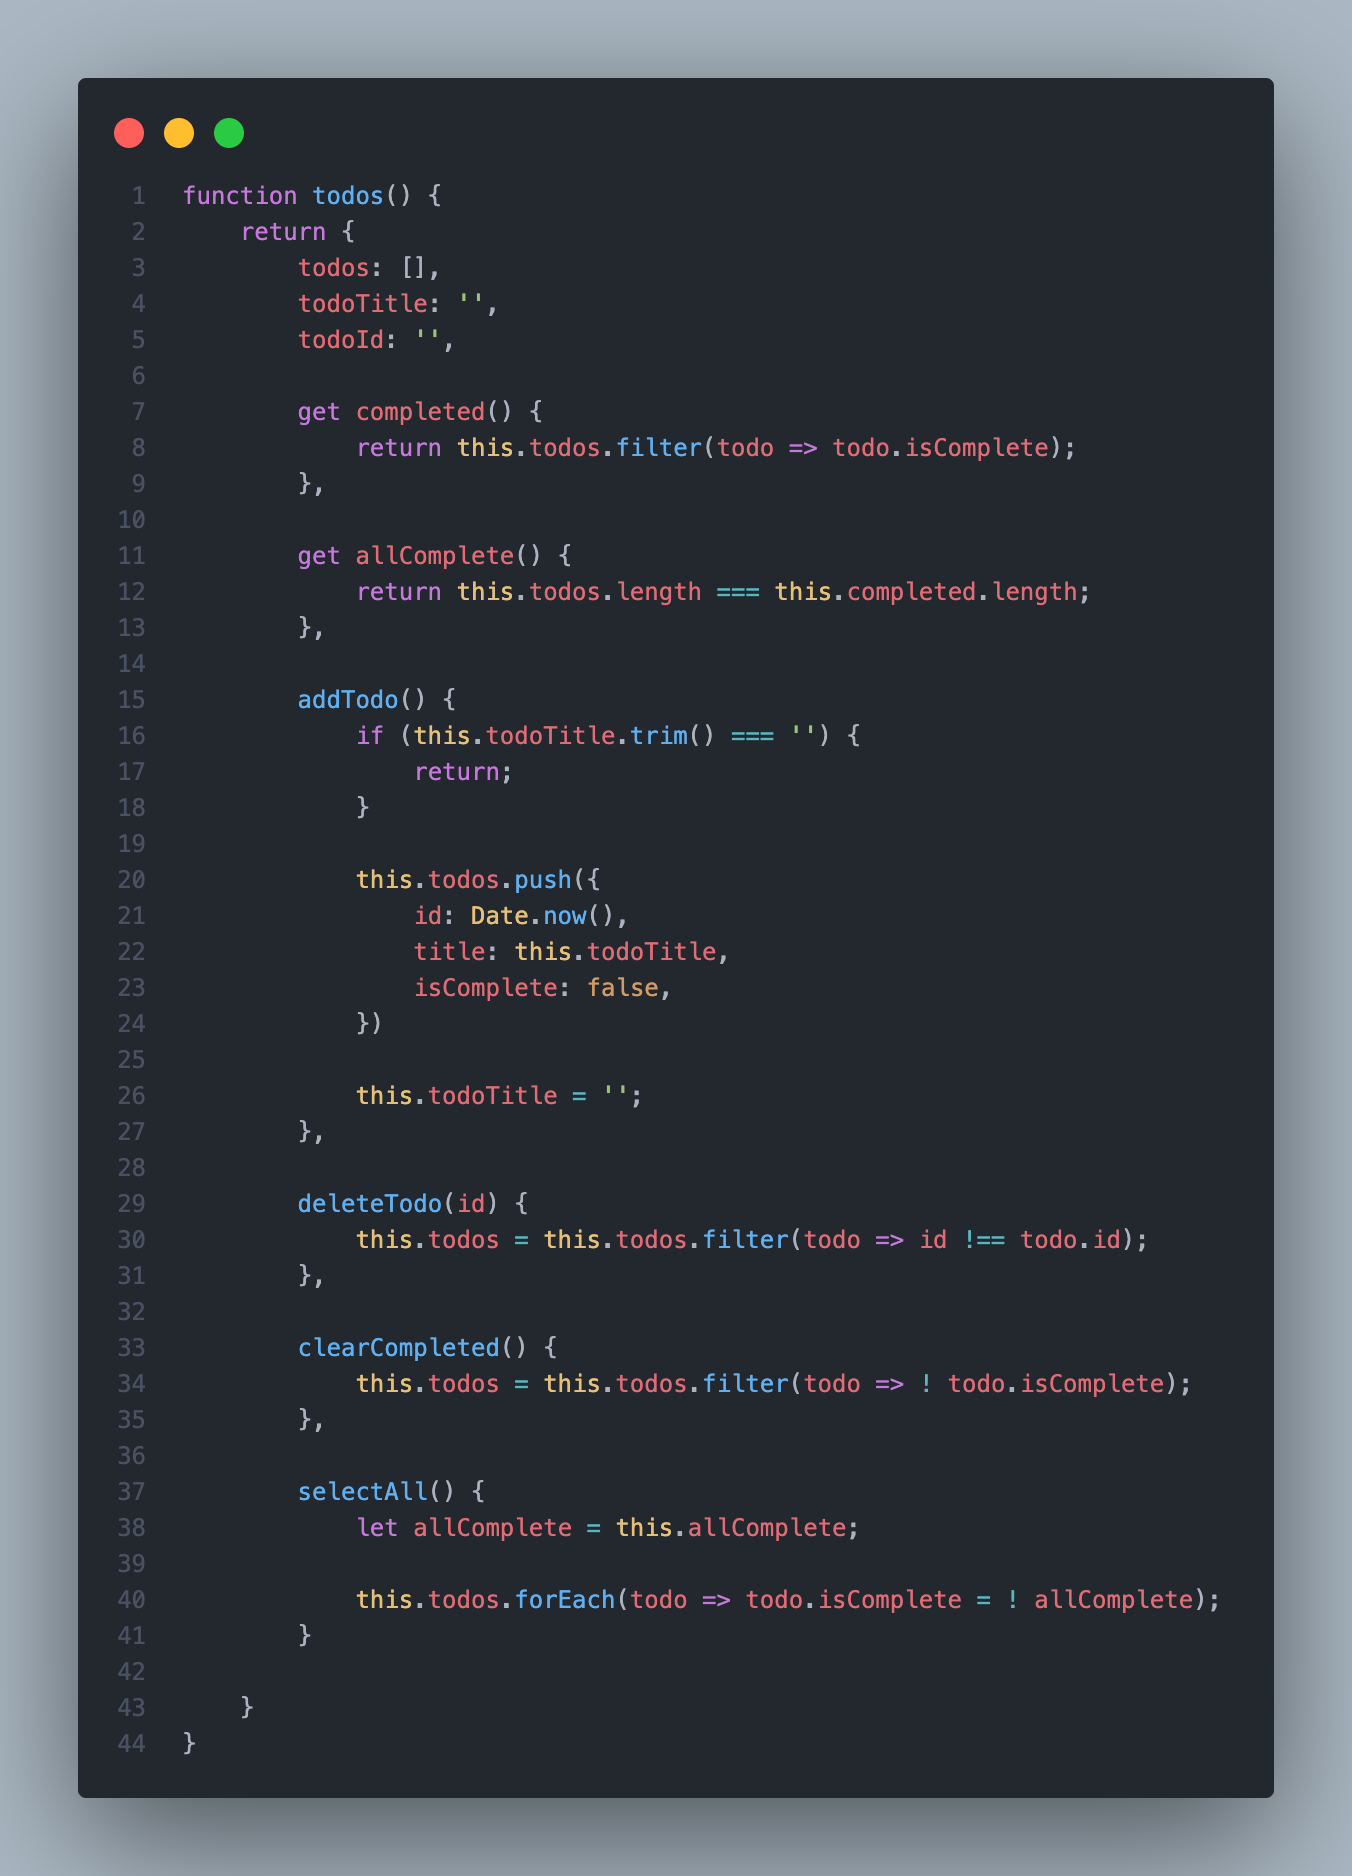 1 function todos() {
2     return {
3         todos: [],
4         todoTitle: '',
5         todoId: '',
6
7         get completed() {
8             return this.todos.filter(todo => todo.isComplete);
9         },
10
11         get allComplete() {
12             return this.todos.length === this.completed.length;
13         },
14
15         addTodo() {
16             if (this.todoTitle.trim() === '') {
17                 return;
18             }
19
20             this.todos.push({
21                 id: Date.now(),
22                 title: this.todoTitle,
23                 isComplete: false,
24             })
25
26             this.todoTitle = '';
27         },
28
29         deleteTodo(id) {
30             this.todos = this.todos.filter(todo => id !== todo.id);
31         },
32
33         clearCompleted() {
34             this.todos = this.todos.filter(todo => ! todo.isComplete);
35         },
36
37         selectAll() {
38             let allComplete = this.allComplete;
39
40             this.todos.forEach(todo => todo.isComplete = ! allComplete);
41         }
42
43     }
44 }